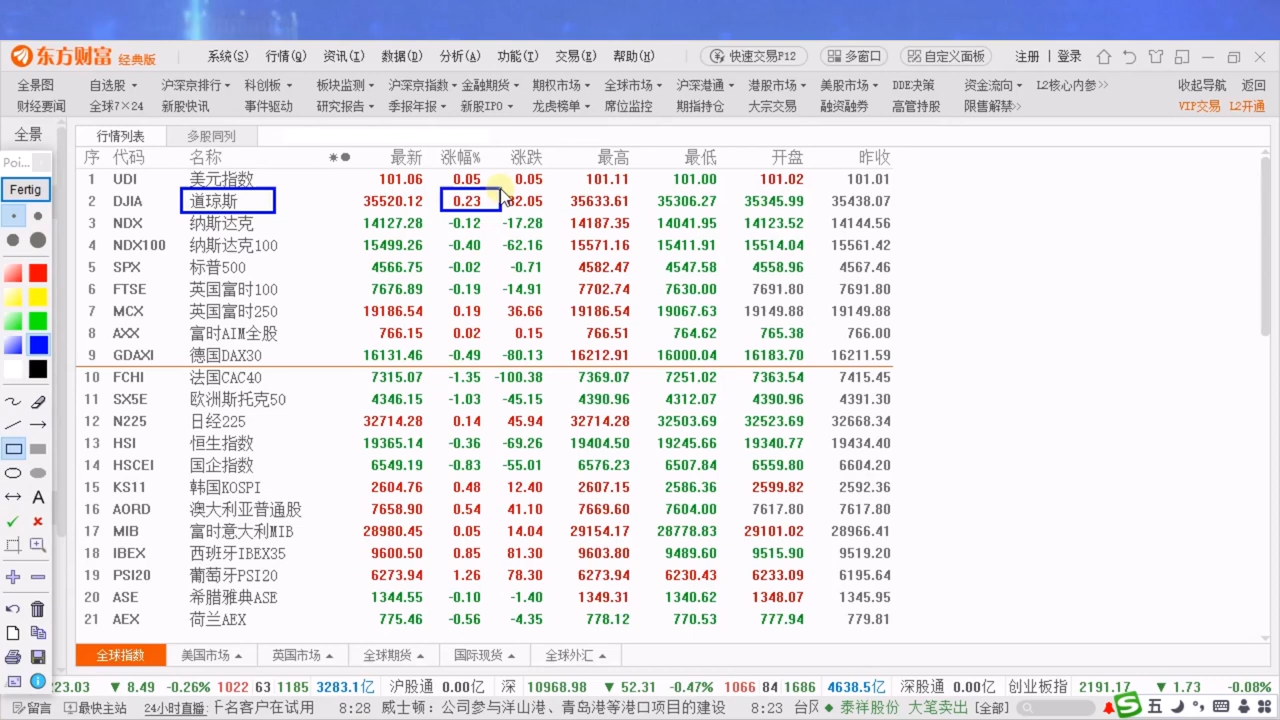 东方财富 经典版 系统(S) 行情(Q) 资讯(I) 数据(D) 分析(A) 功能(T) 交易(E) 帮助(H) 快速交易F12 多窗口 自定义面板 注册 | 登录
全景图 自选股 沪深京排行 科创板 板块监测 沪深京指数 金融期货 期权市场 全球市场 沪深港通 港股市场 美股市场 DDE决策 资金流向 L2核心内参 收起导航 返回
财经要闻 全球7×24 新股快讯 事件驱动 研究报告 季报年报 新股IPO 龙虎榜单 席位监控 期指持仓 大宗交易 融资融券 高管持股 限售解禁 VIP交易 L2开通
全景 行情列表 多股同列
序 代码 名称 最新 涨幅% 涨跌 最高 最低 开盘 昨收
Poi...
Fertig
1 UDI 美元指数 101.06 0.05 0.05 101.11 101.00 101.02 101.01
2 DJIA 道琼斯 35520.12 0.23 82.05 35633.61 35306.27 35345.99 35438.07
3 NDX 纳斯达克 14127.28 -0.12 -17.28 14187.35 14041.95 14123.52 14144.56
4 NDX100 纳斯达克100 15499.26 -0.40 -62.16 15571.16 15411.91 15514.04 15561.42
5 SPX 标普500 4566.75 -0.02 -0.71 4582.47 4547.58 4558.96 4567.46
6 FTSE 英国富时100 7676.89 -0.19 -14.91 7702.74 7630.00 7691.80 7691.80
7 MCX 英国富时250 19186.54 0.19 36.66 19186.54 19067.63 19149.88 19149.88
8 AXX 富时AIM全股 766.15 0.02 0.15 766.51 764.62 765.38 766.00
9 GDAXI 德国DAX30 16131.46 -0.49 -80.13 16212.91 16000.04 16183.70 16211.59
10 FCHI 法国CAC40 7315.07 -1.35 -100.38 7369.07 7251.02 7363.54 7415.45
11 SX5E 欧洲斯托克50 4346.15 -1.03 -45.15 4390.96 4312.07 4390.96 4391.30
12 N225 日经225 32714.28 0.14 45.94 32714.28 32503.69 32523.69 32668.34
13 HSI 恒生指数 19365.14 -0.36 -69.26 19404.50 19245.66 19340.77 19434.40
14 HSCEI 国企指数 6549.19 -0.83 -55.01 6576.23 6507.84 6559.80 6604.20
15 KS11 韩国KOSPI 2604.76 0.48 12.40 2607.15 2586.36 2599.82 2592.36
16 AORD 澳大利亚普通股 7658.90 0.54 41.10 7669.60 7604.00 7617.80 7617.80
17 MIB 富时意大利MIB 28980.45 0.05 14.04 29154.17 28778.83 29101.02 28966.41
18 IBEX 西班牙IBEX35 9600.50 0.85 81.30 9603.80 9489.60 9515.90 9519.20
19 PSI20 葡萄牙PSI20 6273.94 1.26 78.30 6273.94 6230.43 6233.09 6195.64
20 ASE 希腊雅典ASE 1344.55 -0.10 -1.40 1349.31 1340.62 1348.07 1345.95
21 AEX 荷兰AEX 775.46 -0.56 -4.35 778.12 770.53 777.94 779.81
全球指数 美国市场 英国市场 全球期货 国际现货 全球外汇
23.03 ▼ 8.49 -0.26% 1022 63 1185 3283.1亿 沪股通 0.00亿 深 10968.98 ▼ 52.31 -0.47% 1066 84 1686 4638.5亿 深股通 0.00亿 创业板指 2191.17 ▼ 1.73 -0.08%
留言 最快主站 24小时直播: 千名客户在试用 8:28 威士顿：公司参与洋山港、青岛港等港口项目的建设 8:23 台风 泰祥股份 大笔卖出 [全部] 五